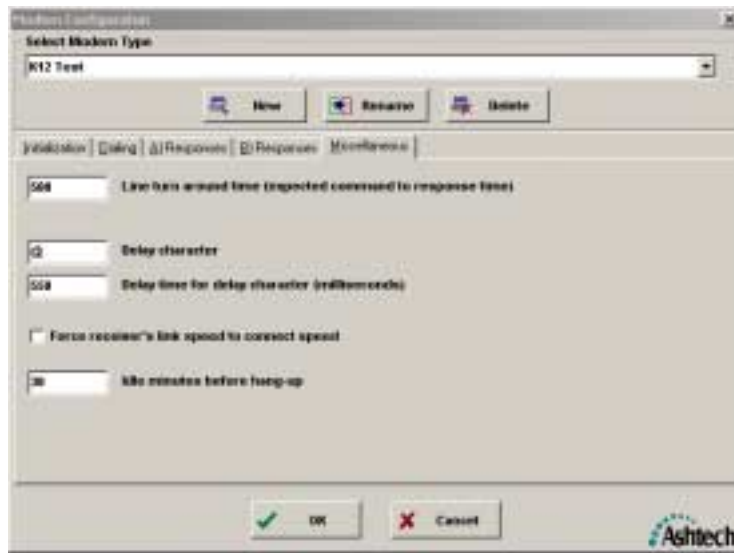 Modem Configuration
Select Modem Type
K12 Test
New
Rename
Delete
Initialization
Dialing
A) Responses
B) Responses
Miscellaneous
500
Line turn around time (expected command to response time)
Delay character
550
Delay time for delay character (milliseconds)
Force receiver's link speed to connect speed
30
Idle minutes before hang-up
OK
Cancel
Ashtech